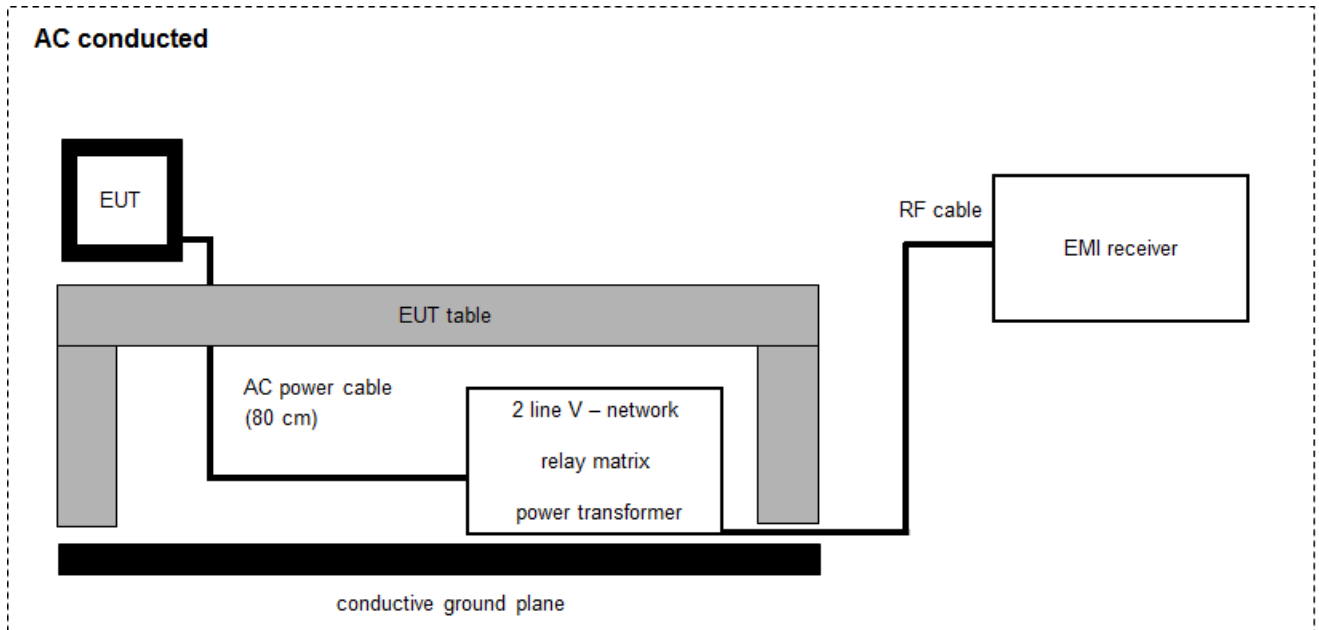 AC conducted
EUT
RF cable
EMI receiver
EUT table
AC power cable
(80 cm)
2 line V – network
relay matrix
power transformer
conductive ground plane